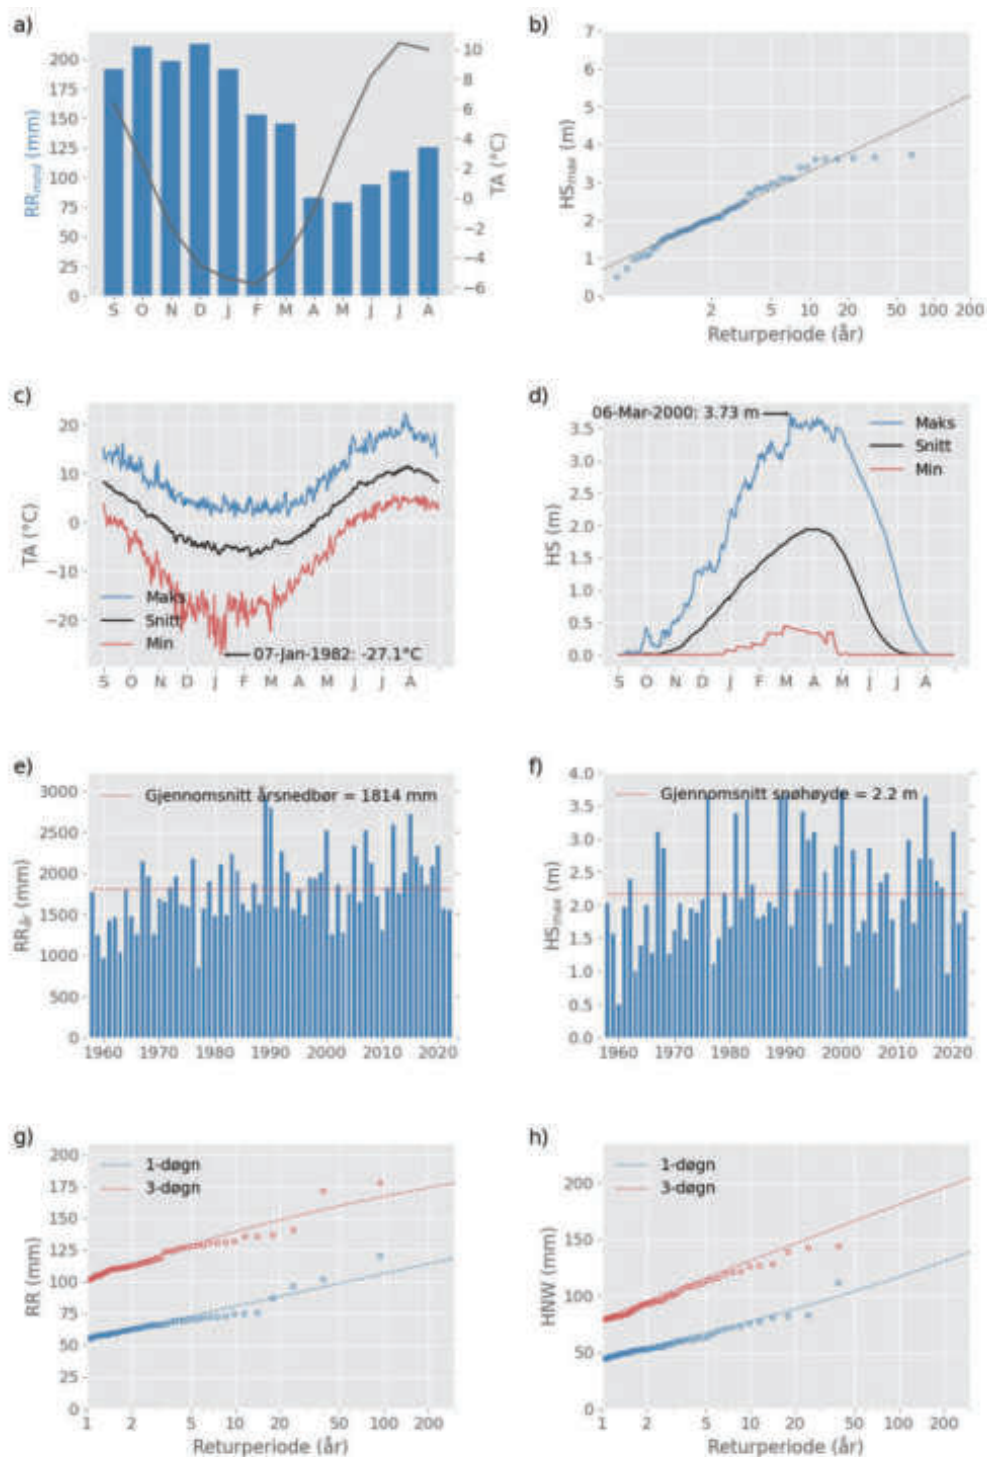 a)
RRmnd (mm)
200
175
150
125
100
75
50
25
0
TA (°C)
10
8
6
4
2
0
−2
−4
−6
S O N D J F M A M J J A
b)
HSmax (m)
7
6
5
4
3
2
1
0
2 5 10 20 50 100 200
Returperiode (år)
c)
TA (°C)
20
10
0
−10
−20
Maks
Snitt
Min
07-Jan-1982: -27.1°C
S O N D J F M A M J J A
d)
HS (m)
06-Mar-2000: 3.73 m
3.5
3.0
2.5
2.0
1.5
1.0
0.5
0.0
Maks
Snitt
Min
S O N D J F M A M J J A
e)
RRår (mm)
3000
2500
2000
1500
1000
500
0
Gjennomsnitt årsnedbør = 1814 mm
1960 1970 1980 1990 2000 2010 2020
f)
HSmax (m)
4.0
3.5
3.0
2.5
2.0
1.5
1.0
0.5
0.0
Gjennomsnitt snøhøyde = 2.2 m
1960 1970 1980 1990 2000 2010 2020
g)
RR (mm)
200
175
150
125
100
75
50
25
0
1-døgn
3-døgn
1 2 5 10 20 50 100 200
Returperiode (år)
h)
HNW (mm)
200
150
100
50
0
1-døgn
3-døgn
1 2 5 10 20 50 100 200
Returperiode (år)